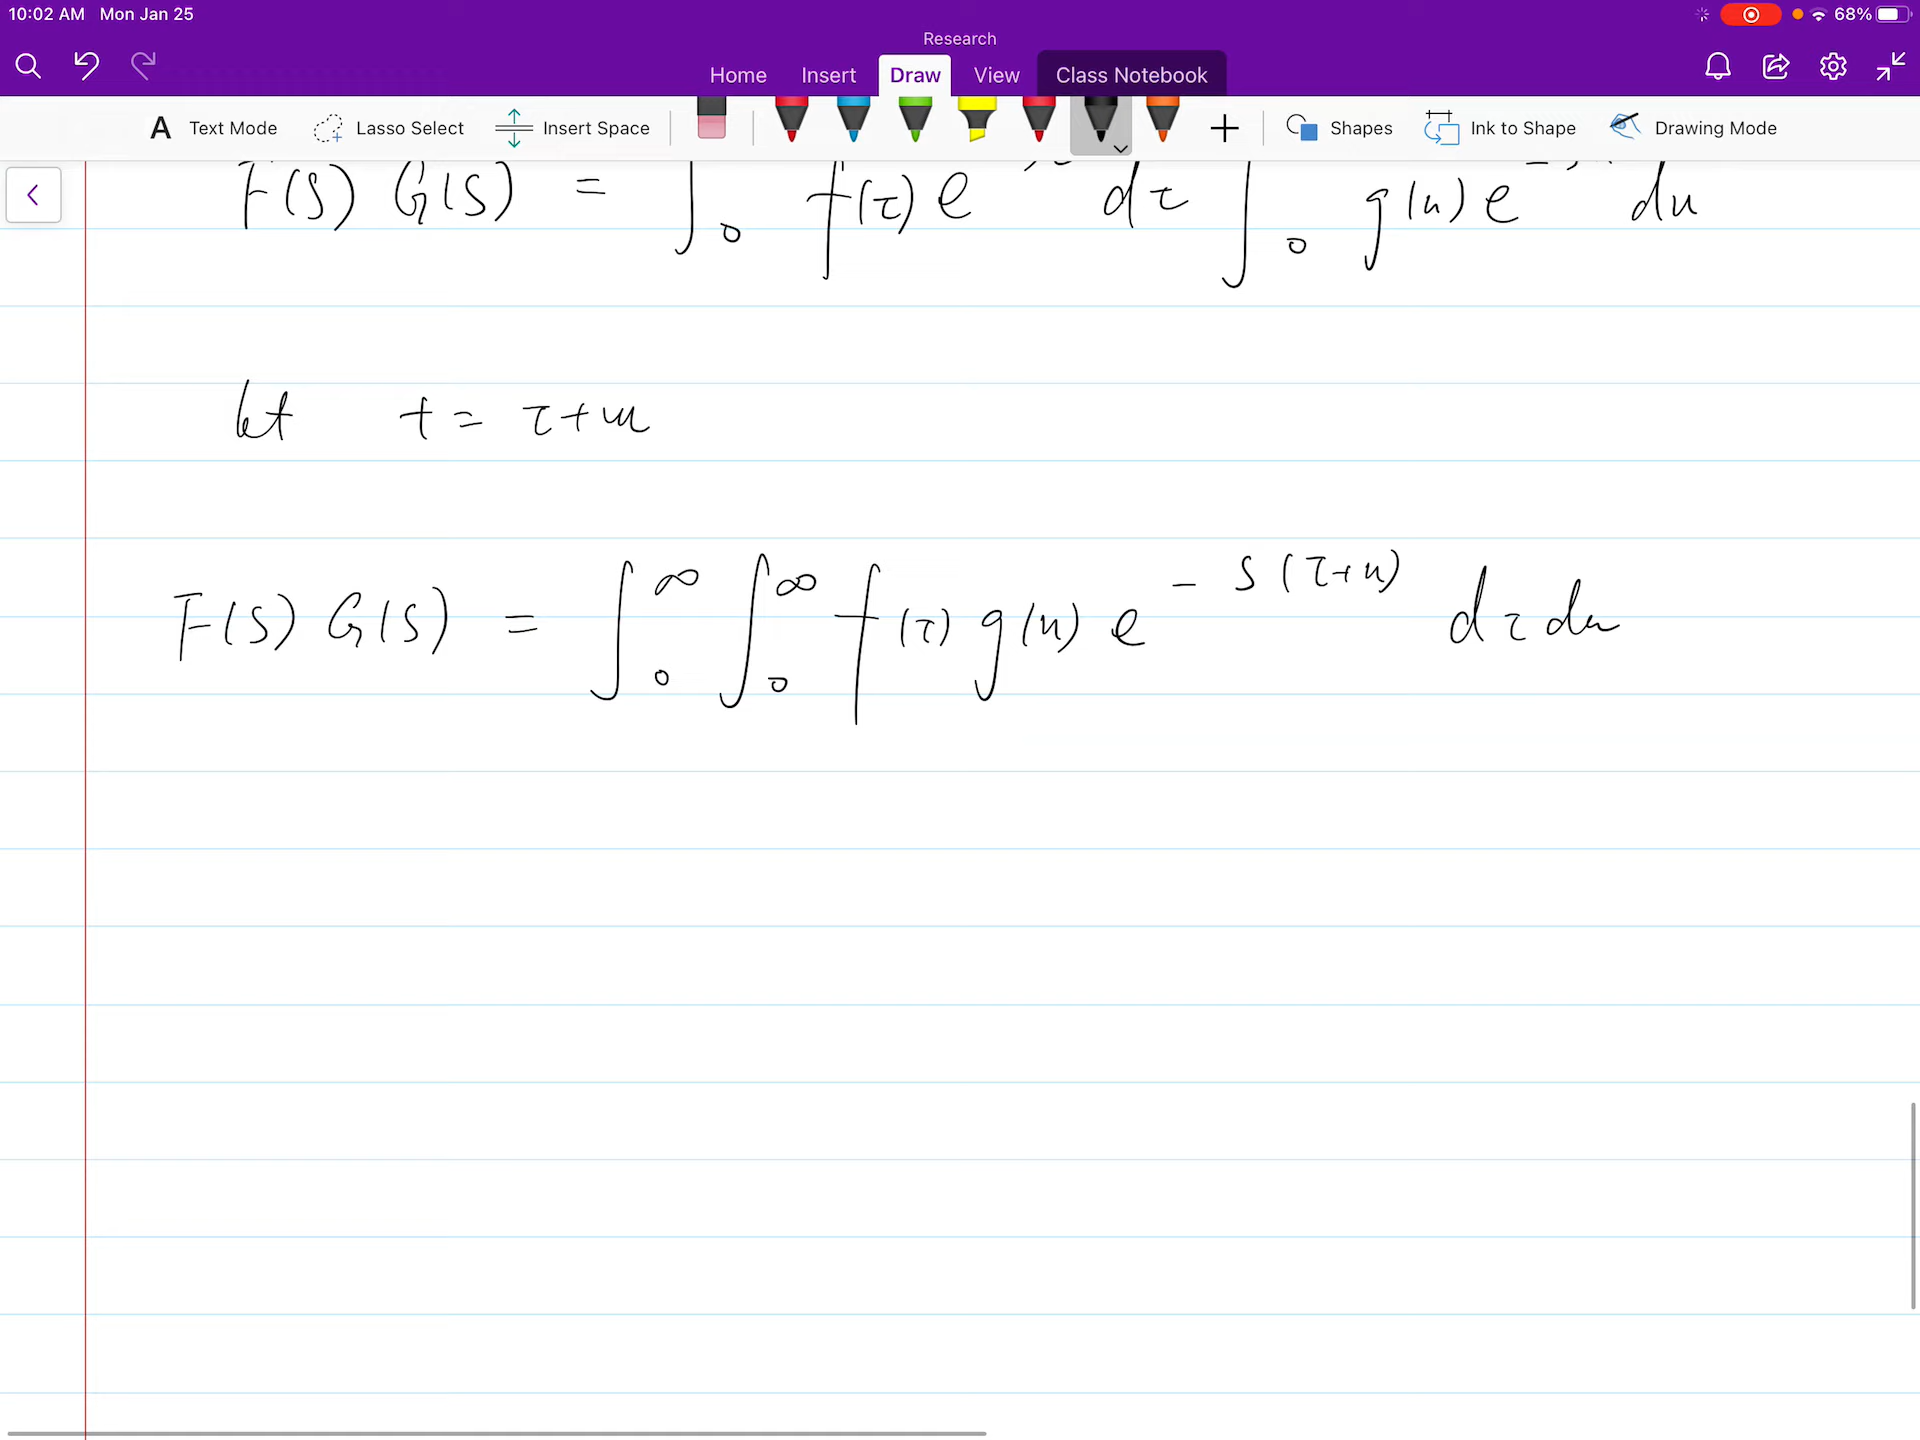 10:02 AM Mon Jan 25
68%
Research
Home Insert Draw View Class Notebook
A Text Mode Lasso Select Insert Space Shapes Ink to Shape Drawing Mode
F(s) G(s) = ∫₀ f(τ) e dτ ∫₀ g(u) e⁻ du
let t = τ+u
F(s) G(s) = ∫₀^∞ ∫₀^∞ f(τ) g(u) e^{-s(τ+u)} dτ du